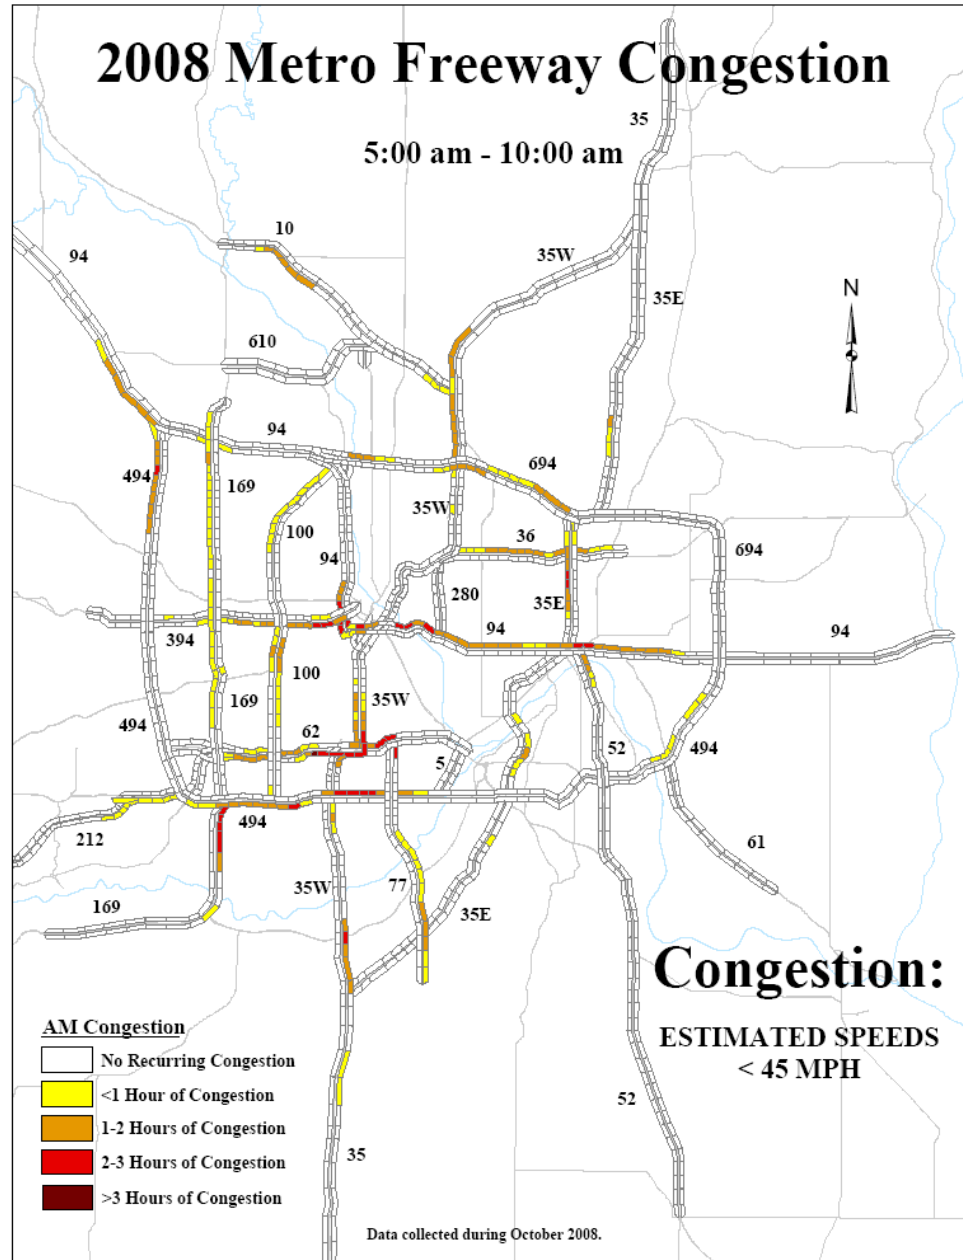 2008 Metro Freeway Congestion
5:00 am - 10:00 am
35
10
94
35W
35E
N
610
94
494
169
694
35W
100
36
94
694
280
35E
94
94
394
100
169
35W
494
62
52
494
5
494
212
61
35W
77
35E
169
Congestion:
ESTIMATED SPEEDS
< 45 MPH
AM Congestion
No Recurring Congestion
<1 Hour of Congestion
1-2 Hours of Congestion
2-3 Hours of Congestion
>3 Hours of Congestion
52
35
Data collected during October 2008.